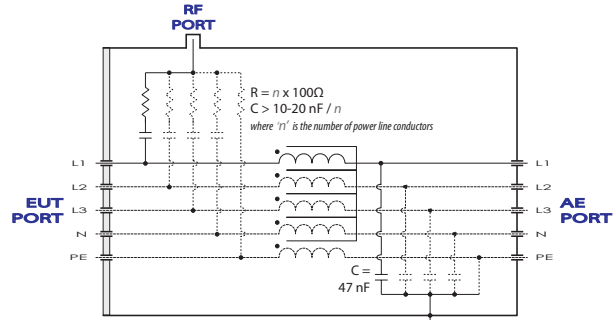 RF
PORT
R = n x 100Ω
C > 10-20 nF / n
where 'n' is the number of power line conductors
L1
L2
L3
N
PE
EUT
PORT
L1
L2
L3
N
PE
AE
PORT
C =
47 nF